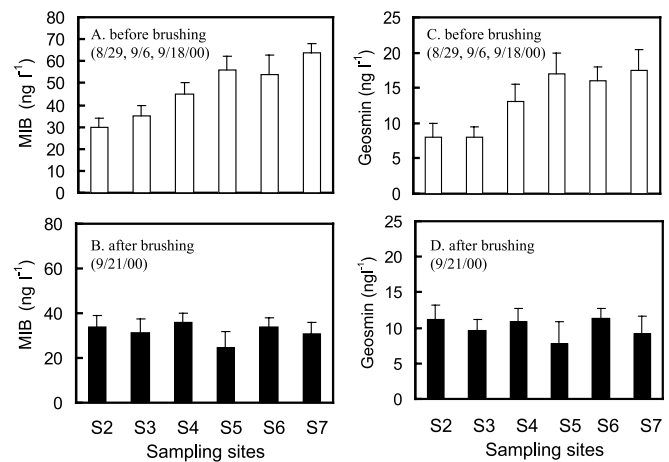 A. before brushing
(8/29, 9/6, 9/18/00)
MIB (ng l-1)
80
70
60
50
40
30
20
10
0
C. before brushing
(8/29, 9/6, 9/18/00)
Geosmin (ng l-1)
25
20
15
10
5
0
B. after brushing
(9/21/00)
MIB (ng l-1)
80
60
40
20
0
S2 S3 S4 S5 S6 S7
Sampling sites
D. after brushing
(9/21/00)
Geosmin (ngl-1)
25
20
15
10
5
0
S2 S3 S4 S5 S6 S7
Sampling sites